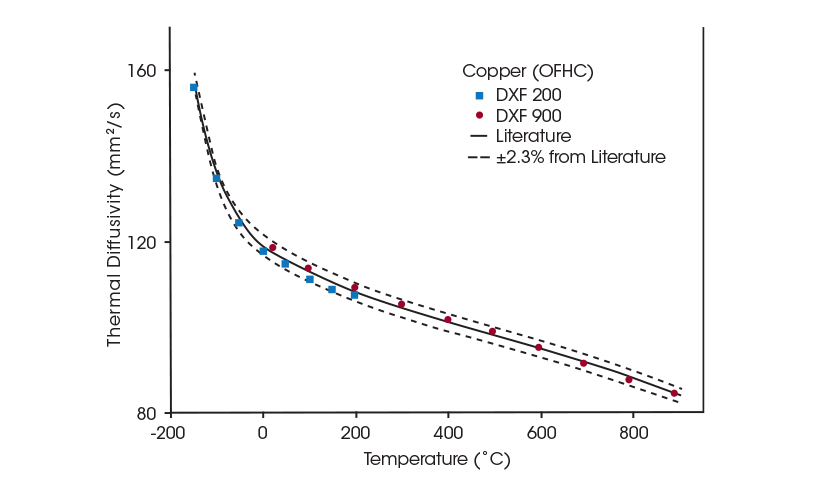 160
120
80
-200
0
200
400
600
800
Thermal Diffusivity (mm²/s)
Temperature (˚C)
Copper (OFHC)
DXF 200
DXF 900
Literature
±2.3% from Literature